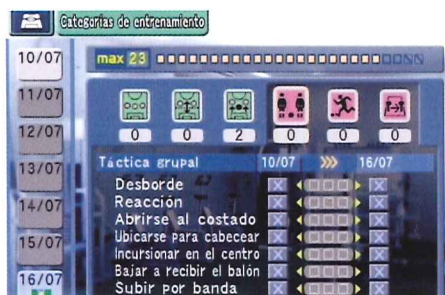 Categorías de entrenamiento
10/07
max 23
11/07
12/07
0 0 2 0 0 0
13/07
Táctica grupal 10/07 16/07
Desborde
14/07
Reacción
Abrirse al costado
15/07
Ubicarse para cabecear
Incursionar en el centro
16/07
Bajar a recibir el balón
Subir por banda